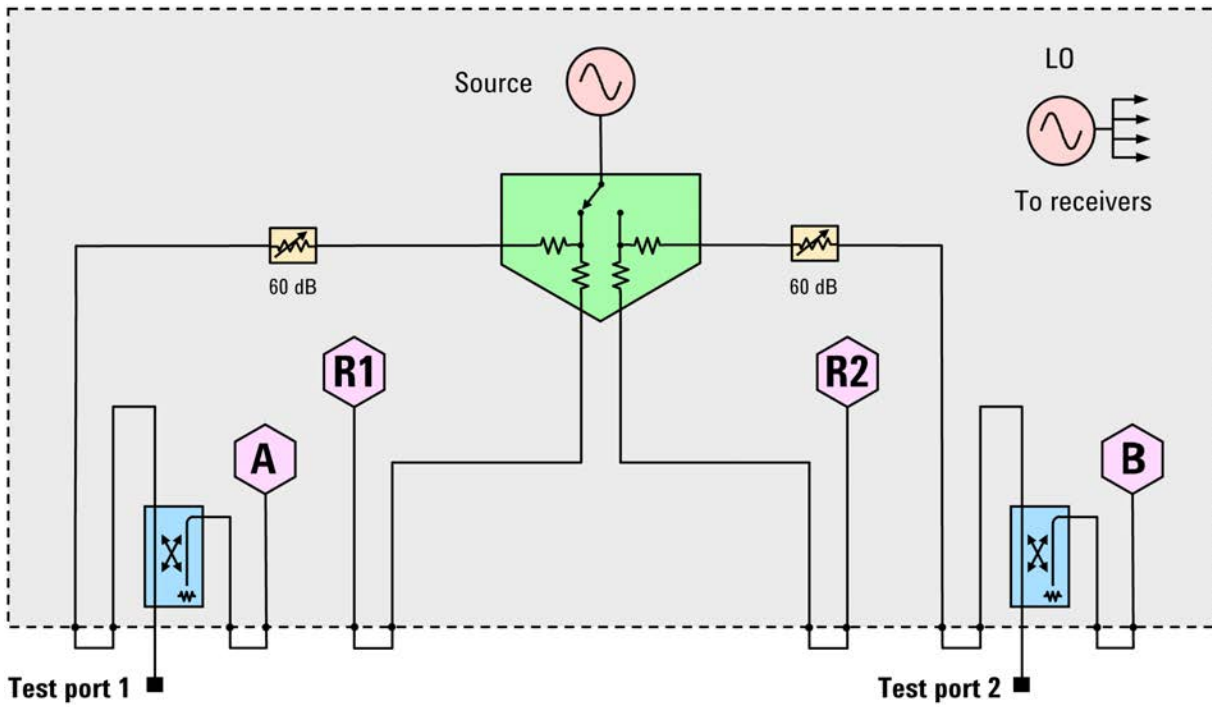 Source
LO
To receivers
60 dB
60 dB
R1
R2
A
B
Test port 1
Test port 2